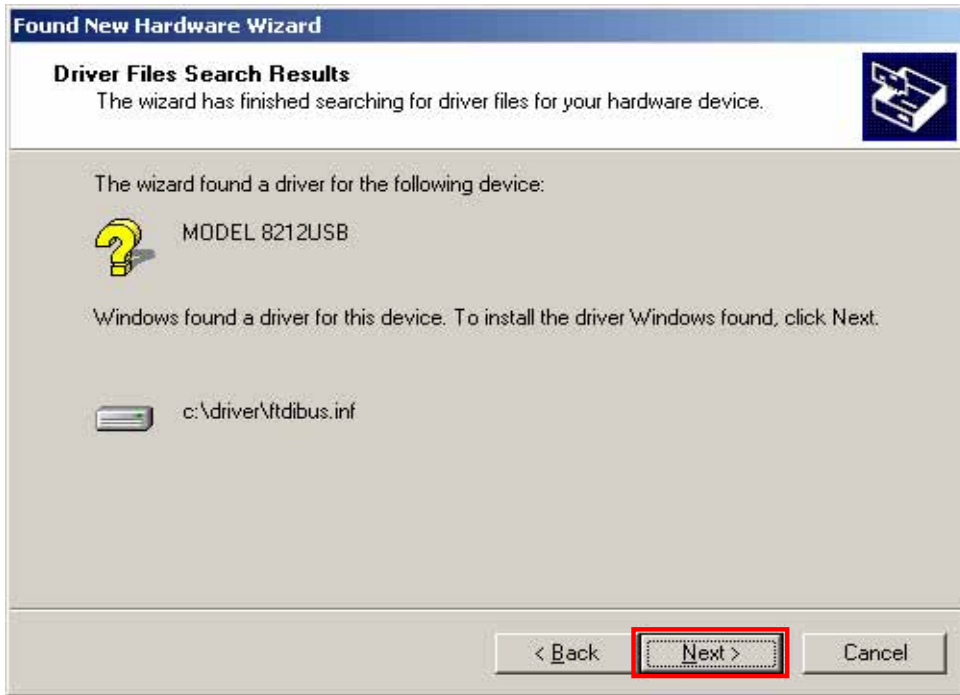 Found New Hardware Wizard
Driver Files Search Results
The wizard has finished searching for driver files for your hardware device.
The wizard found a driver for the following device:
MODEL 8212USB
Windows found a driver for this device. To install the driver Windows found, click Next.
c:\driver\ftdibus.inf
< Back Next > Cancel